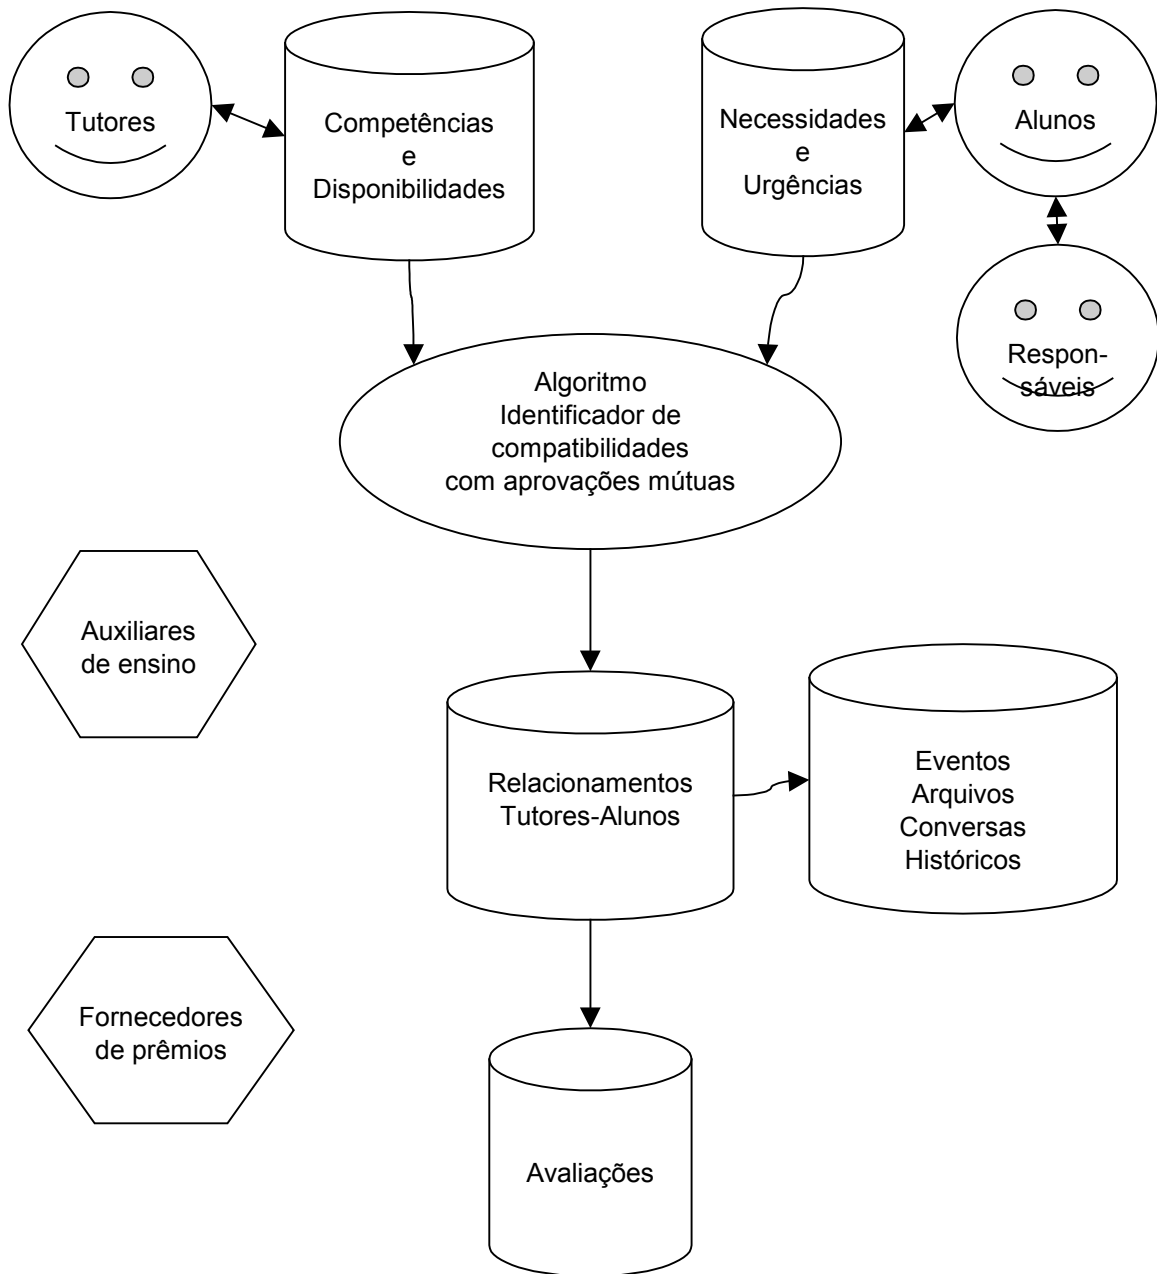 Tutores
Competências
e
Disponibilidades
Necessidades
e
Urgências
Alunos
Respon-
sáveis
Algoritmo
Identificador de
compatibilidades
com aprovações mútuas
Auxiliares
de ensino
Relacionamentos
Tutores-Alunos
Eventos
Arquivos
Conversas
Históricos
Fornecedores
de prêmios
Avaliações